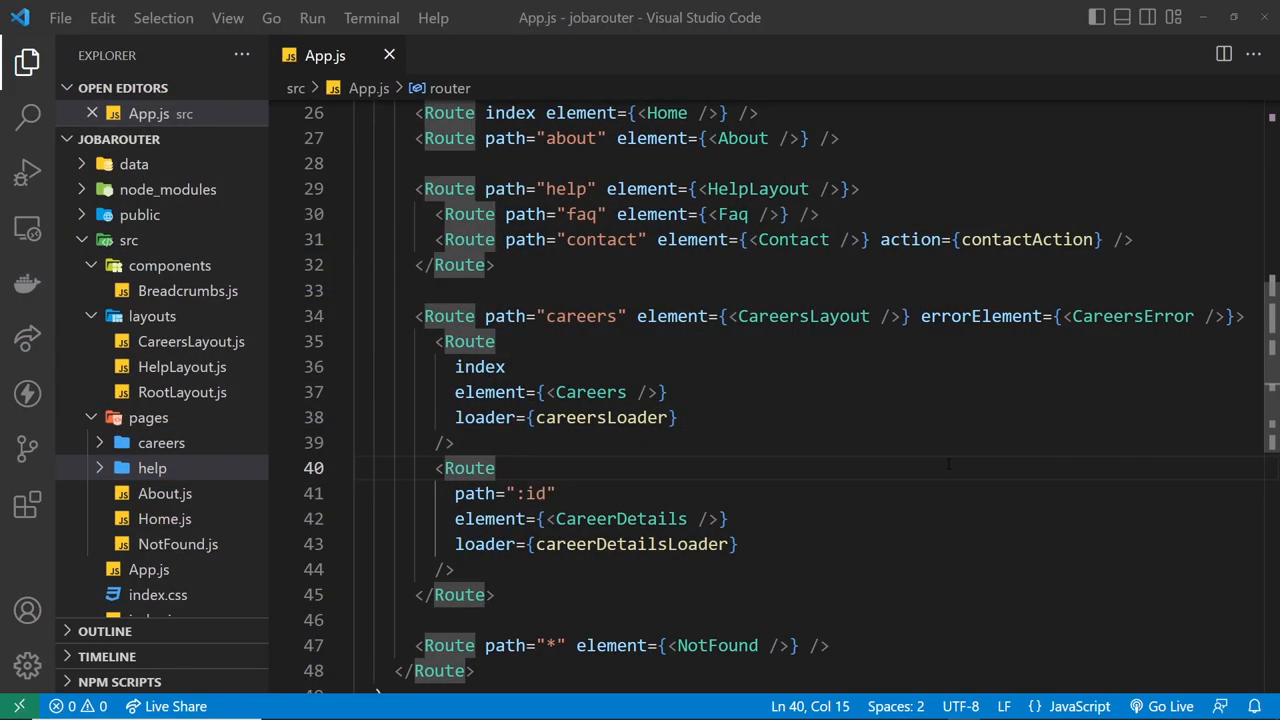 File Edit Selection View Go Run Terminal Help App.js - jobarouter - Visual Studio Code
EXPLORER
OPEN EDITORS
App.js src
JOBAROUTER
data
node_modules
public
src
components
Breadcrumbs.js
layouts
CareersLayout.js
HelpLayout.js
RootLayout.js
pages
careers
help
About.js
Home.js
NotFound.js
App.js
index.css
OUTLINE
TIMELINE
NPM SCRIPTS
JS App.js
src > JS App.js > router
26 <Route index element={<Home />} />
27 <Route path="about" element={<About />} />
28
29 <Route path="help" element={<HelpLayout />}>
30 <Route path="faq" element={<Faq />} />
31 <Route path="contact" element={<Contact />} action={contactAction} />
32 </Route>
33
34 <Route path="careers" element={<CareersLayout />} errorElement={<CareersError />}>
35 <Route
36 index
37 element={<Careers />}
38 loader={careersLoader}
39 />
40 <Route
41 path=":id"
42 element={<CareerDetails />}
43 loader={careerDetailsLoader}
44 />
45 </Route>
46
47 <Route path="*" element={<NotFound />} />
48 </Route>
0 0 Live Share Ln 40, Col 15 Spaces: 2 UTF-8 LF {} JavaScript Go Live